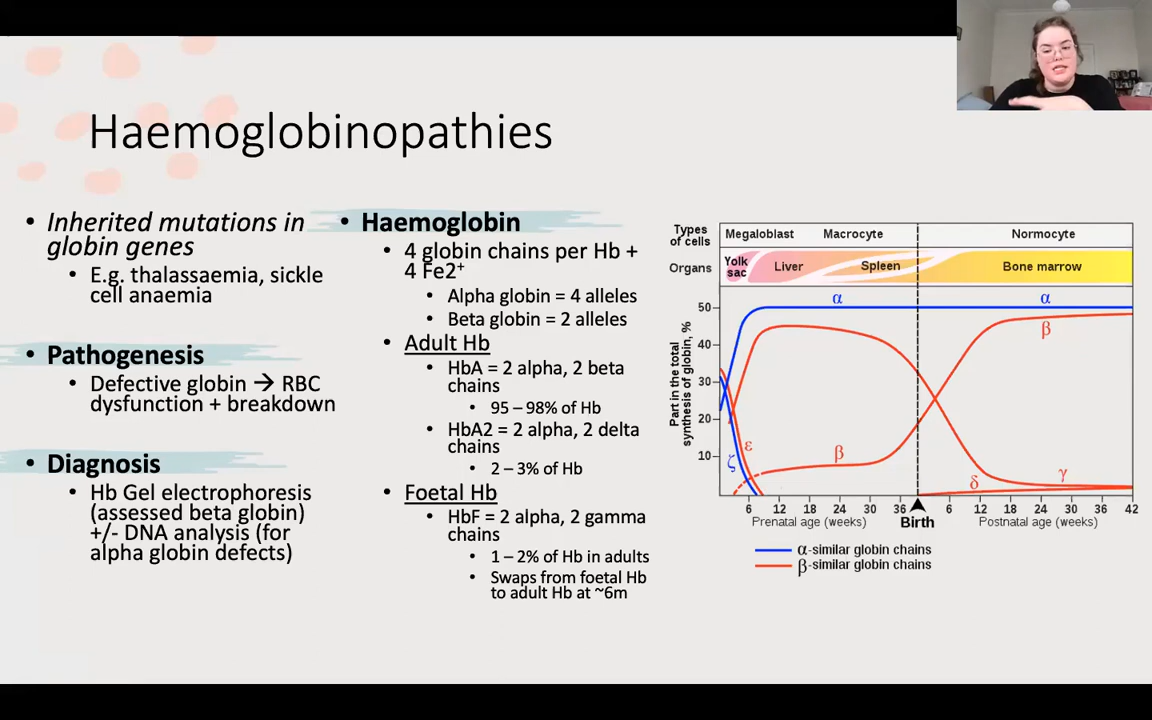 Haemoglobinopathies
• Inherited mutations in
globin genes
• E.g. thalassaemia, sickle
cell anaemia
• Pathogenesis
• Defective globin → RBC
dysfunction + breakdown
• Diagnosis
• Hb Gel electrophoresis
(assessed beta globin)
+/- DNA analysis (for
alpha globin defects)
• Haemoglobin
• 4 globin chains per Hb +
4 Fe2⁺
• Alpha globin = 4 alleles
• Beta globin = 2 alleles
• Adult Hb
• HbA = 2 alpha, 2 beta
chains
• 95 – 98% of Hb
• HbA2 = 2 alpha, 2 delta
chains
• 2 – 3% of Hb
• Foetal Hb
• HbF = 2 alpha, 2 gamma
chains
• 1 – 2% of Hb in adults
• Swaps from foetal Hb
to adult Hb at ~6m
Types
of cells
Megaloblast Macrocyte Normocyte
Organs
Yolk
sac
Liver Spleen Bone marrow
Part in the total
synthesis of globin, %
50
40
30
20
10
α α
β
ε
ζ
β
δ
γ
6 12 18 24 30 36 6 12 18 24 30 36 42
Prenatal age (weeks) Birth Postnatal age (weeks)
α-similar globin chains
β-similar globin chains